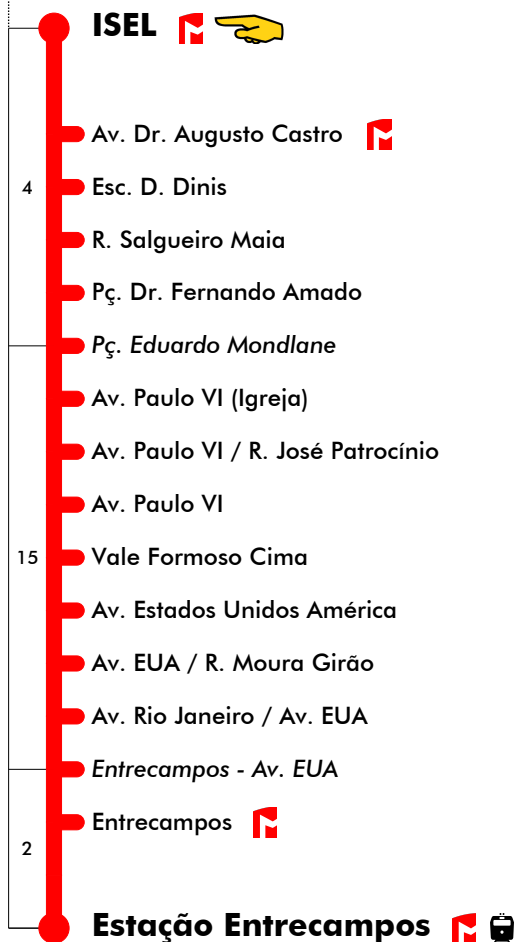 ISEL
Av. Dr. Augusto Castro
4
Esc. D. Dinis
R. Salgueiro Maia
Pç. Dr. Fernando Amado
Pç. Eduardo Mondlane
Av. Paulo VI (Igreja)
Av. Paulo VI / R. José Patrocínio
Av. Paulo VI
15
Vale Formoso Cima
Av. Estados Unidos América
Av. EUA / R. Moura Girão
Av. Rio Janeiro / Av. EUA
Entrecampos - Av. EUA
Entrecampos
2
Estação Entrecampos